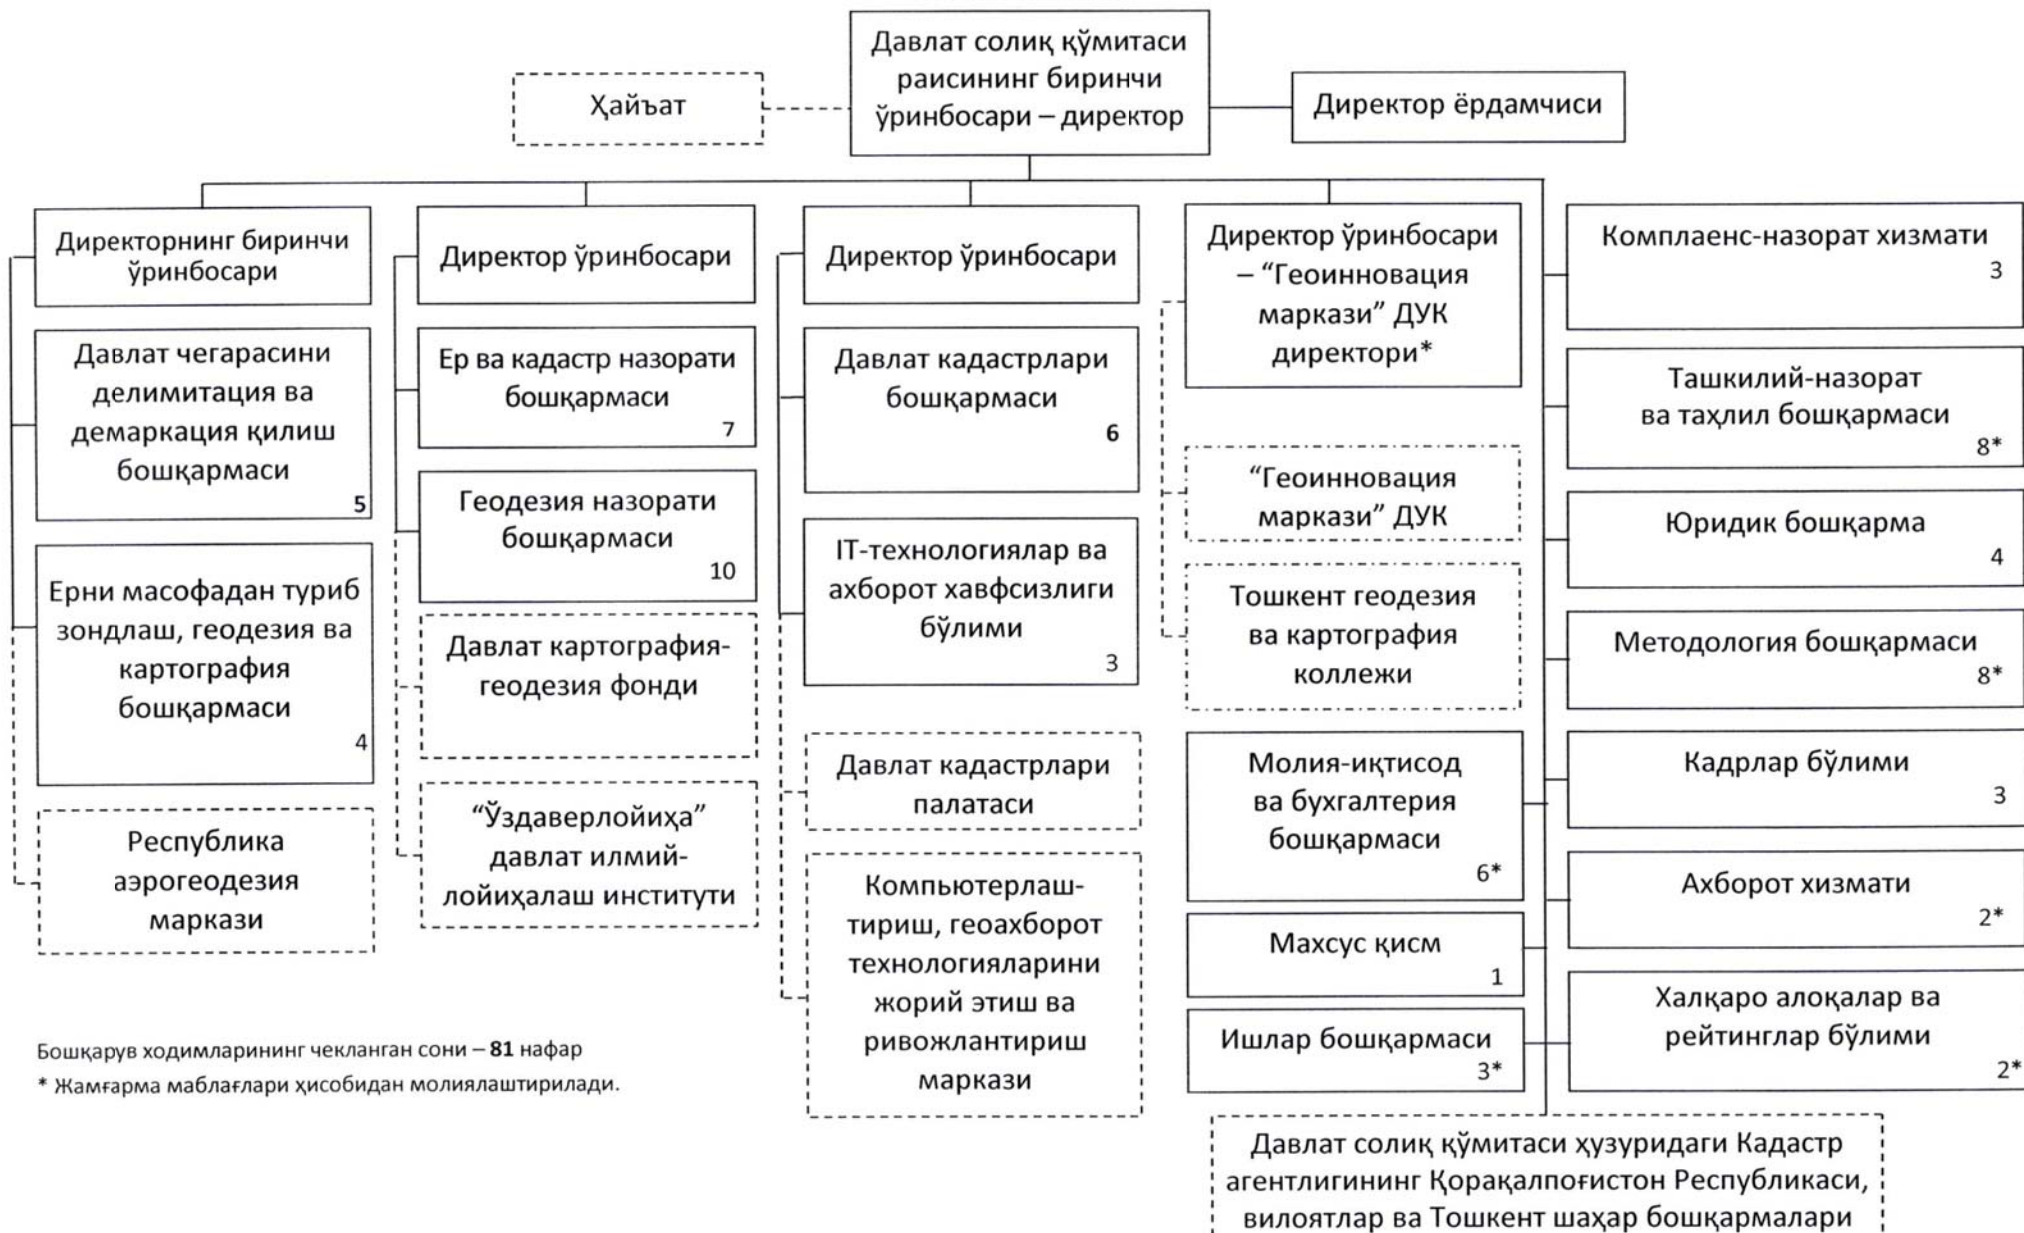 Давлат солиқ қўмитаси
раисининг биринчи
ўринбосари – директор
Ҳайъат
Директор ёрдамчиси
Директорнинг биринчи
ўринбосари
Давлат чегарасини
делимитация ва
демаркация қилиш
бошқармаси
5
Ерни масофадан туриб
зондлаш, геодезия ва
картография
бошқармаси
4
Республика
аэрогеодезия
маркази
Директор ўринбосари
Ер ва кадастр назорати
бошқармаси
7
Геодезия назорати
бошқармаси
10
Давлат картография-
геодезия фонди
“Ўздаверлойиҳа”
давлат илмий-
лойиҳалаш институти
Директор ўринбосари
Давлат кадастрлари
бошқармаси
6
IT-технологиялар ва
ахборот хавфсизлиги
бўлими
3
Давлат кадастрлари
палатаси
Компьютерлаш-
тириш, геоахборот
технологияларини
жорий этиш ва
ривожлантириш
маркази
Директор ўринбосари
– “Геоинновация
маркази” ДУК
директори*
“Геоинновация
маркази” ДУК
Тошкент геодезия
ва картография
коллежи
Молия-иқтисод
ва бухгалтерия
бошқармаси
6*
Махсус қисм
1
Ишлар бошқармаси
3*
Комплаенс-назорат хизмати
3
Ташкилий-назорат
ва таҳлил бошқармаси
8*
Юридик бошқарма
4
Методология бошқармаси
8*
Кадрлар бўлими
3
Ахборот хизмати
2*
Халқаро алоқалар ва
рейтинглар бўлими
2*
Давлат солиқ қўмитаси ҳузуридаги Кадастр
агентлигининг Қорақалпоғистон Республикаси,
вилоятлар ва Тошкент шаҳар бошқармалари
Бошқарув ходимларининг чекланган сони – 81 нафар
* Жамғарма маблағлари ҳисобидан молиялаштирилади.